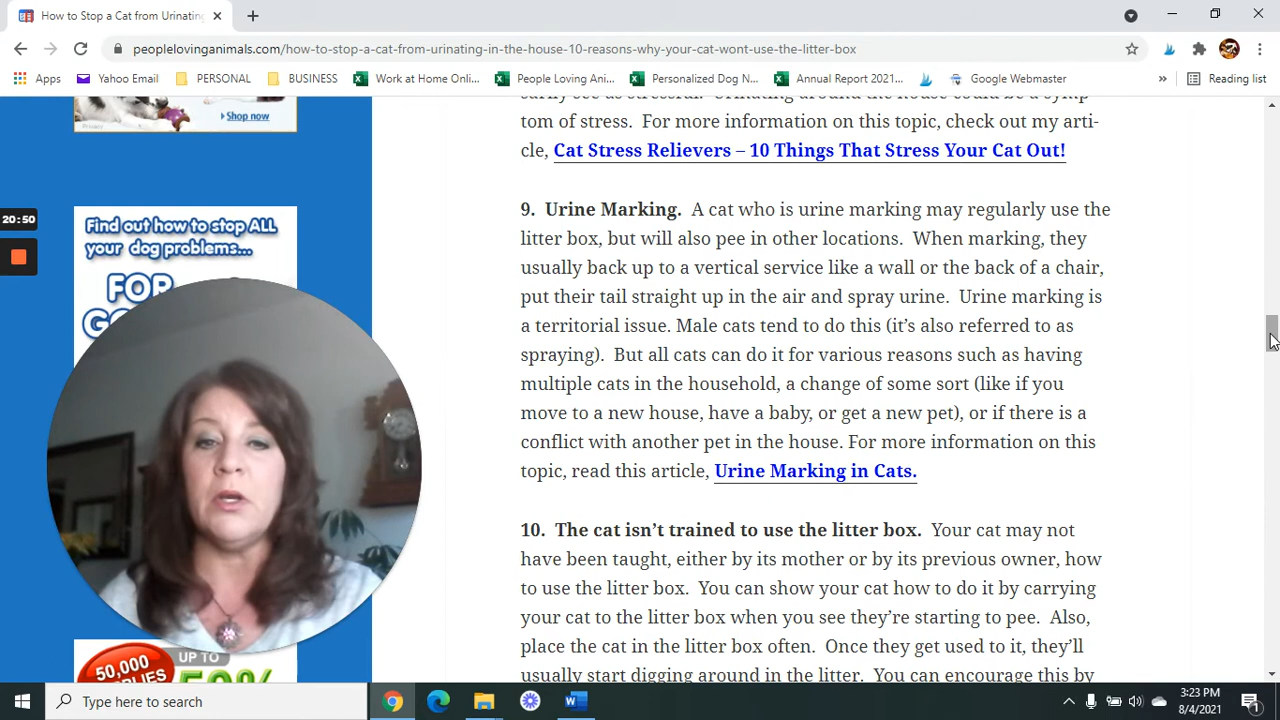 How to Stop a Cat from Urinating
peoplelovinganimals.com/how-to-stop-a-cat-from-urinating-in-the-house-10-reasons-why-your-cat-wont-use-the-litter-box
Apps Yahoo Email PERSONAL BUSINESS Work at Home Onlin... People Loving Ani... Personalized Dog N... Annual Report 2021... Google Webmaster » Reading list
Privacy
Shop now
tom of stress. For more information on this topic, check out my arti-
cle, Cat Stress Relievers – 10 Things That Stress Your Cat Out!
20:50
Find out how to stop ALL
your dog problems...
FOR
9. Urine Marking. A cat who is urine marking may regularly use the
litter box, but will also pee in other locations. When marking, they
usually back up to a vertical service like a wall or the back of a chair,
put their tail straight up in the air and spray urine. Urine marking is
a territorial issue. Male cats tend to do this (it’s also referred to as
spraying). But all cats can do it for various reasons such as having
multiple cats in the household, a change of some sort (like if you
move to a new house, have a baby, or get a new pet), or if there is a
conflict with another pet in the house. For more information on this
topic, read this article, Urine Marking in Cats.
10. The cat isn’t trained to use the litter box. Your cat may not
have been taught, either by its mother or by its previous owner, how
to use the litter box. You can show your cat how to do it by carrying
your cat to the litter box when you see they’re starting to pee. Also,
place the cat in the litter box often. Once they get used to it, they’ll
usually start digging around in the litter. You can encourage this by
50,000
UP TO
Type here to search
3:23 PM
8/4/2021